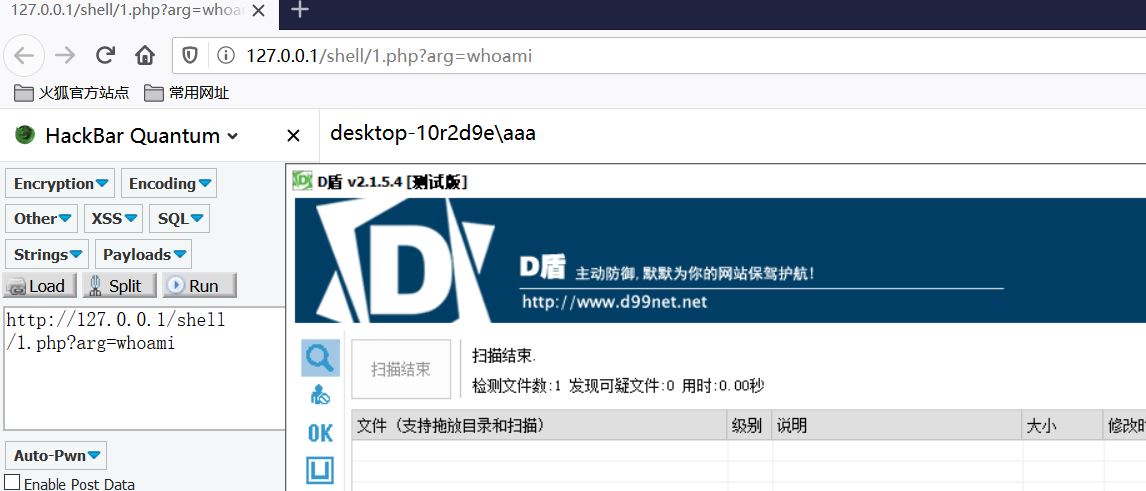 127.0.0.1/shell/1.php?arg=whoam
127.0.0.1/shell/1.php?arg=whoami
火狐官方站点 常用网址
HackBar Quantum
desktop-10r2d9e\aaa
Encryption Encoding
Other XSS SQL
Strings Payloads
Load Split Run
http://127.0.0.1/shell
/1.php?arg=whoami
Auto-Pwn
Enable Post Data
D盾 v2.1.5.4 [测试版]
D盾 主动防御,默默为你的网站保驾护航!
http://www.d99net.net
扫描结束
扫描结束.
检测文件数:1 发现可疑文件:0 用时:0.00秒
OK
文件 (支持拖放目录和扫描) 级别 说明 大小 修改时